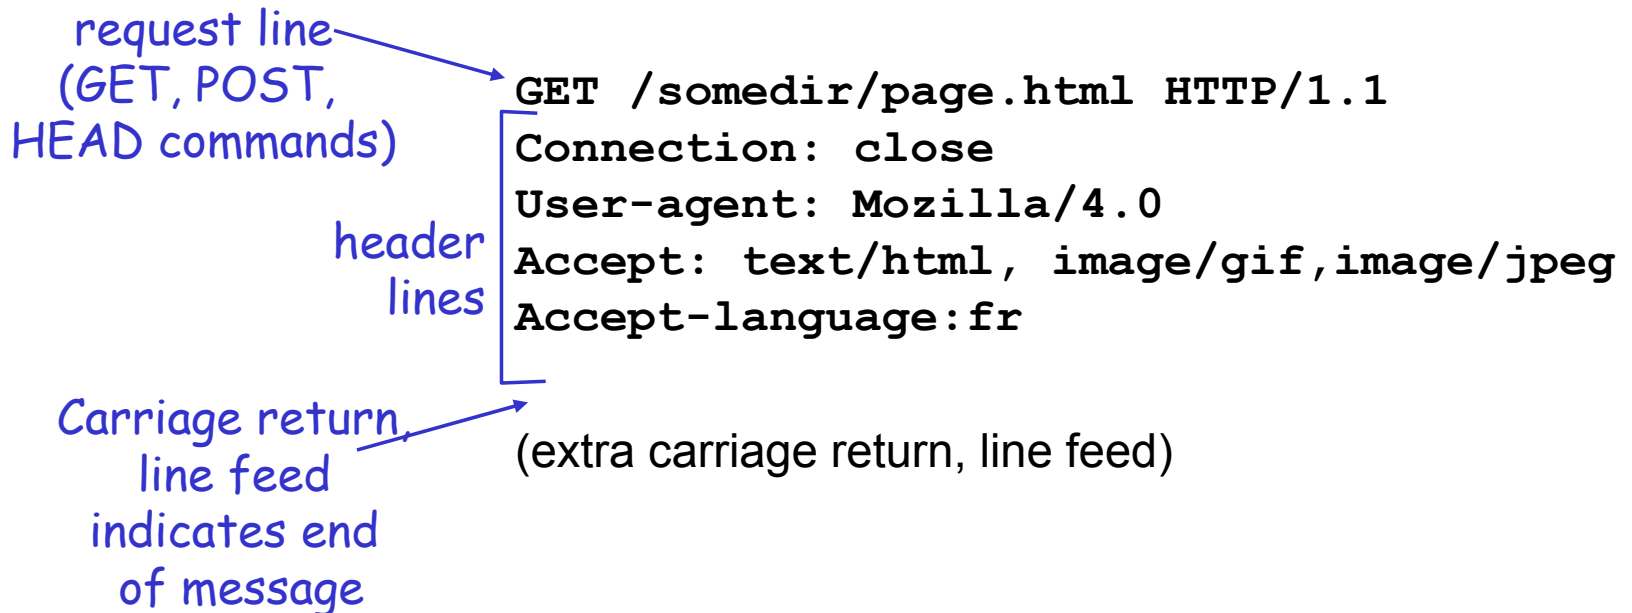 request line
(GET, POST,
HEAD commands)
GET /somedir/page.html HTTP/1.1
Connection: close
User-agent: Mozilla/4.0
Accept: text/html, image/gif,image/jpeg
Accept-language:fr
header
lines
Carriage return,
line feed
indicates end
of message
(extra carriage return, line feed)